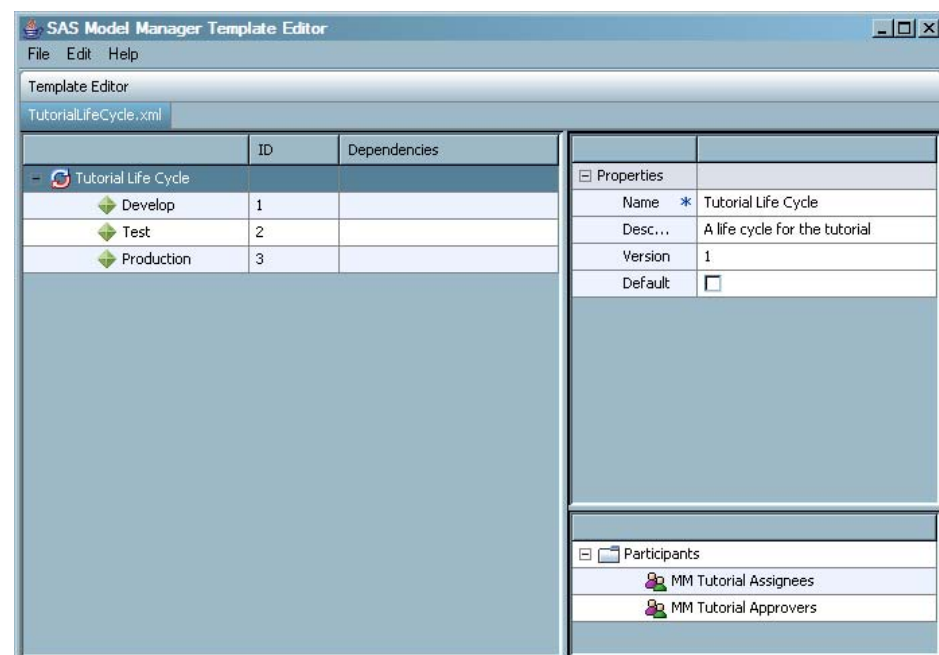 SAS Model Manager Template Editor
File Edit Help
Template Editor
TutorialLifeCycle.xml
ID Dependencies
Tutorial Life Cycle
Develop 1
Test 2
Production 3
Properties
Name * Tutorial Life Cycle
Desc... A life cycle for the tutorial
Version 1
Default
Participants
MM Tutorial Assignees
MM Tutorial Approvers